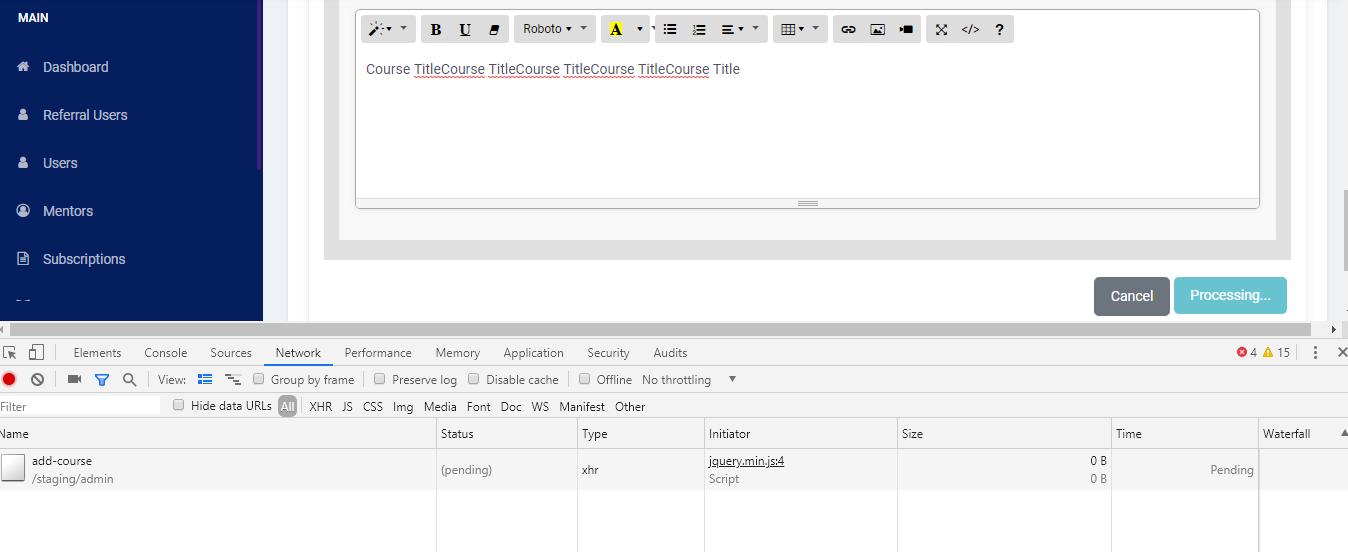 MAIN
Dashboard
Referral Users
Users
Mentors
Subscriptions
B U Roboto A </> ?
Course TitleCourse TitleCourse TitleCourse TitleCourse Title
Cancel Processing...
Elements Console Sources Network Performance Memory Application Security Audits 4 15
View: Group by frame Preserve log Disable cache Offline No throttling
Filter Hide data URLs All XHR JS CSS Img Media Font Doc WS Manifest Other
Name Status Type Initiator Size Time Waterfall
add-course (pending) xhr jquery.min.js:4 0 B Pending
/staging/admin Script 0 B